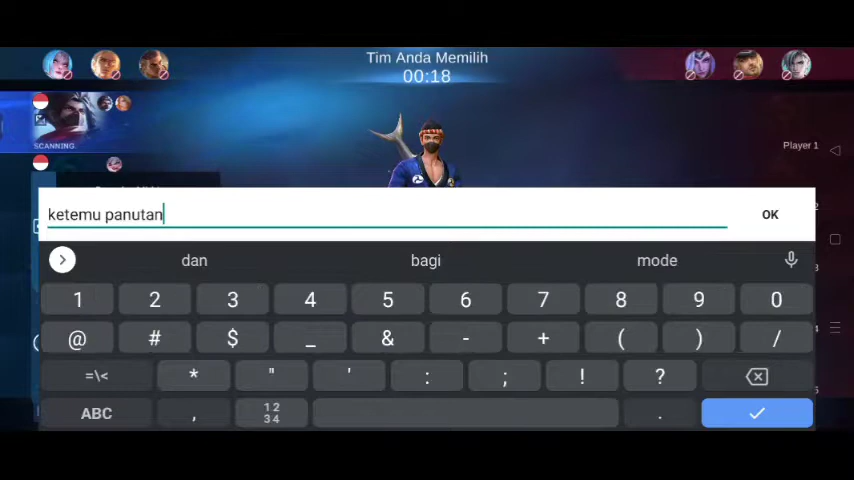 Tim Anda Memilih
00:18
SCANNING.
Player 1
ketemu panutan
OK
dan bagi mode
1 2 3 4 5 6 7 8 9 0
@ # $ _ & - + ( ) /
=\< * " ' : ; ! ?
ABC , 12 34 .